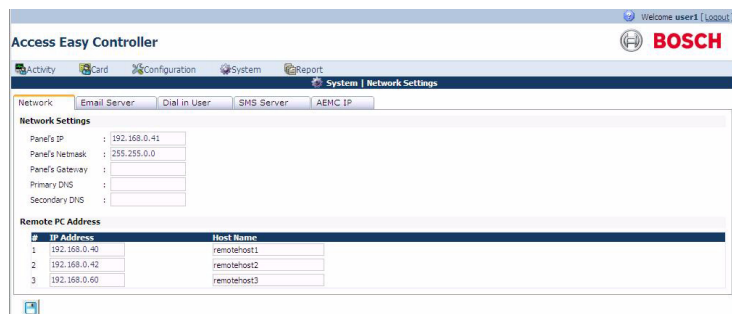 Welcome user1 [ Logout
Access Easy Controller
BOSCH
Activity Card Configuration System Report
System | Network Settings
Network Email Server Dial in User SMS Server AEMC IP
Network Settings
Panel's IP : 192.168.0.41
Panel's Netmask : 255.255.0.0
Panel's Gateway :
Primary DNS :
Secondary DNS :
Remote PC Address
# IP Address Host Name
1 192.168.0.40 remotehost1
2 192.168.0.42 remotehost2
3 192.168.0.60 remotehost3